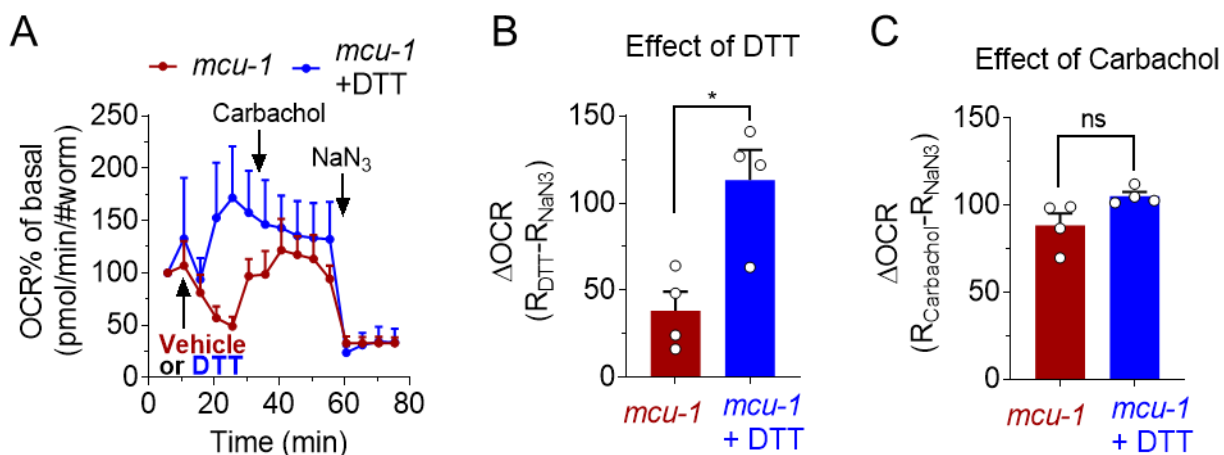 A
mcu-1
mcu-1
+DTT
Carbachol
NaN3
Vehicle
or DTT
OCR% of basal
(pmol/min/#worm)
250
200
150
100
50
0
0 20 40 60 80
Time (min)
B
Effect of DTT
*
ΔOCR
(RDTT-RNaN3)
150
100
50
0
mcu-1
mcu-1
+ DTT
C
Effect of Carbachol
ns
ΔOCR
(RCarbachol-RNaN3)
150
100
50
0
mcu-1
mcu-1
+ DTT